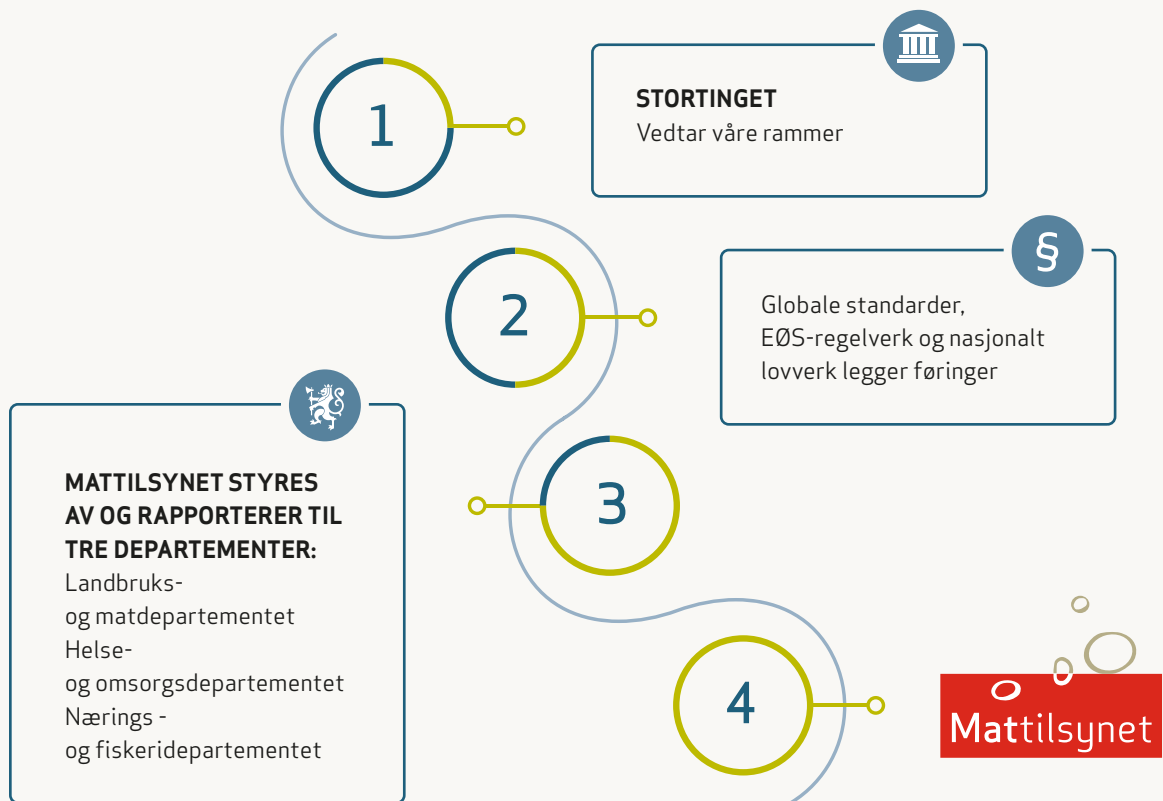 1
STORTINGET
Vedtar våre rammer
2
§
Globale standarder,
EØS-regelverk og nasjonalt
lovverk legger føringer
3
MATTILSYNET STYRES
AV OG RAPPORTERER TIL
TRE DEPARTEMENTER:
Landbruks-
og matdepartementet
Helse-
og omsorgsdepartementet
Nærings -
og fiskeridepartementet
4
Mattilsynet